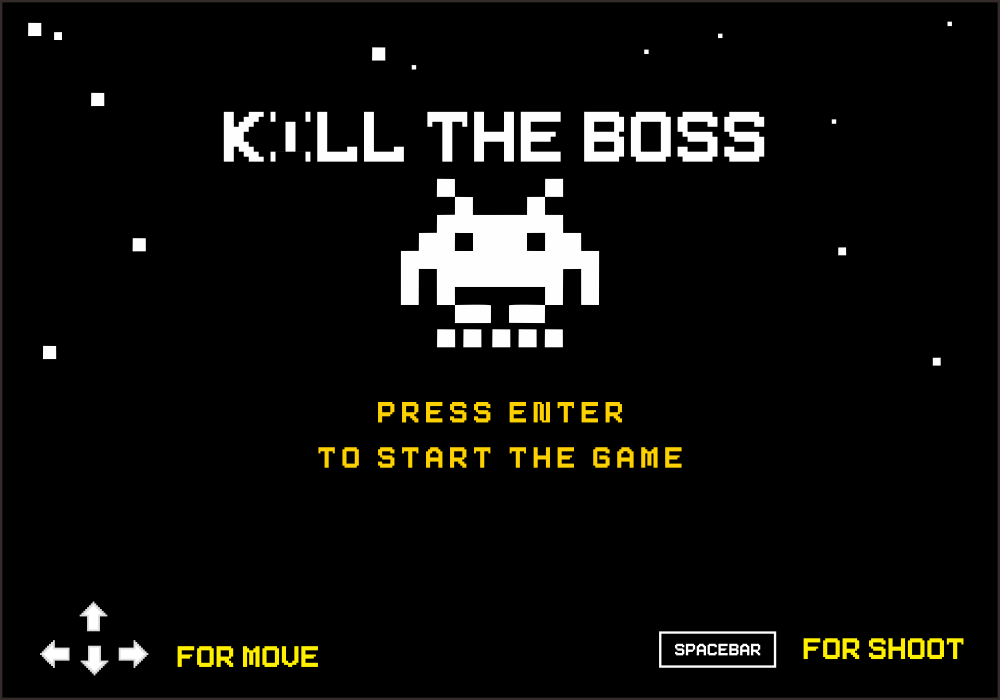 KILL THE BOSS
PRESS ENTER
TO START THE GAME
FOR MOVE
SPACEBAR
FOR SHOOT